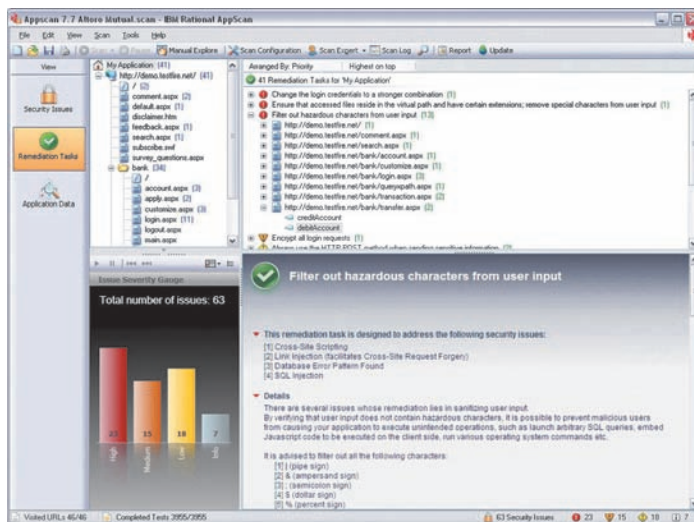 Appscan 7.7 Altoro Mutual.scan - IBM Rational AppScan
File Edit View Scan Tools Help
Scan Pause Manual Explore Scan Configuration Scan Expert Scan Log Report Update
View
Security Issues
Remediation Tasks
Application Data
My Application (41)
http://demo.testfire.net/ (41)
/ (2)
comment.aspx (2)
default.aspx (1)
disclaimer.htm
feedback.aspx (1)
search.aspx (1)
subscribe.swf
survey_questions.aspx
bank (34)
/
account.aspx (3)
apply.aspx (2)
customize.aspx (3)
login.aspx (11)
logout.aspx
main.aspx
Arranged By: Priority Highest on top
41 Remediation Tasks for 'My Application'
Change the login credentials to a stronger combination (1)
Ensure that accessed files reside in the virtual path and have certain extensions; remove special characters from user input (1)
Filter out hazardous characters from user input (13)
http://demo.testfire.net/ (1)
http://demo.testfire.net/comment.aspx (1)
http://demo.testfire.net/search.aspx (1)
http://demo.testfire.net/bank/account.aspx (1)
http://demo.testfire.net/bank/customize.aspx (1)
http://demo.testfire.net/bank/login.aspx (3)
http://demo.testfire.net/bank/queryxpath.aspx (1)
http://demo.testfire.net/bank/transaction.aspx (2)
http://demo.testfire.net/bank/transfer.aspx (2)
creditAccount
debitAccount
Encrypt all login requests (1)
Always use the HTTP POST method when sending sensitive information
Issue Severity Gauge
Total number of issues: 63
23
15
18
7
High
Medium
Low
Info
Filter out hazardous characters from user input
This remediation task is designed to address the following security issues:
[1] Cross-Site Scripting
[2] Link Injection (facilitates Cross-Site Request Forgery)
[3] Database Error Pattern Found
[4] SQL Injection
Details
There are several issues whose remediation lies in sanitizing user input.
By verifying that user input does not contain hazardous characters, it is possible to prevent malicious users
from causing your application to execute unintended operations, such as launch arbitrary SQL queries, embed
Javascript code to be executed on the client side, run various operating system commands etc.
It is advised to filter out all the following characters:
[1] | (pipe sign)
[2] & (ampersand sign)
[3] ; (semicolon sign)
[4] $ (dollar sign)
[5] % (percent sign)
Visited URLs 46/46 Completed Tests 3955/3955 63 Security Issues 23 15 18 7